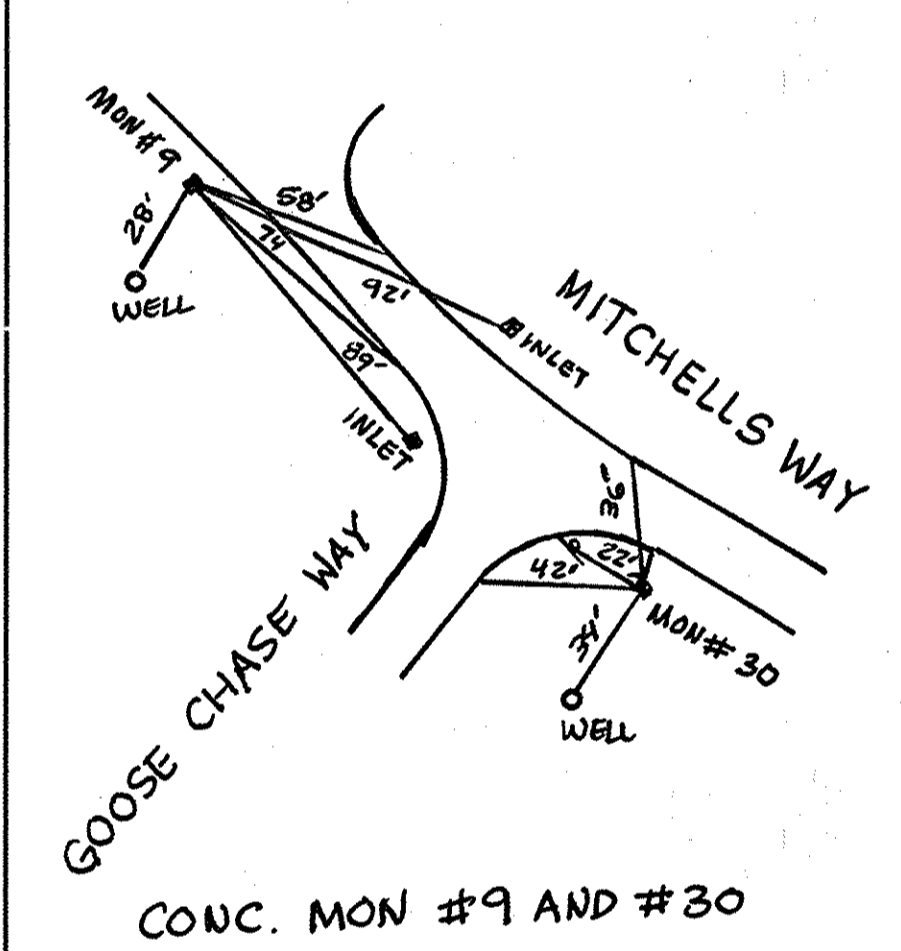 MON #9
58'
28'
74
92'
WELL
INLET
89'
INLET
MITCHELLS WAY
36'
22'
42'
MON # 30
34'
WELL
GOOSE CHASE WAY
CONC. MON #9 AND #30